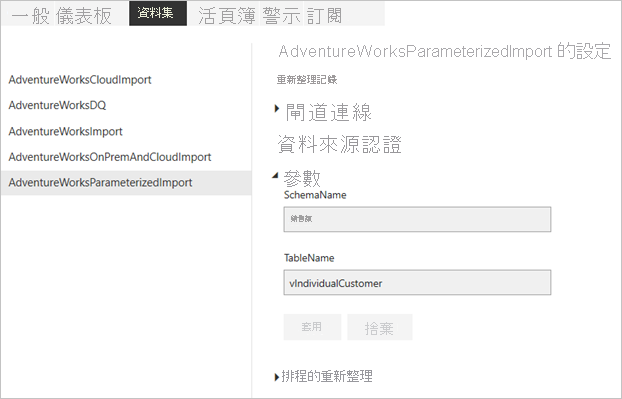 一般 儀表板 資料集 活頁簿 警示 訂閱
AdventureWorksCloudImport
AdventureWorksDQ
AdventureWorksImport
AdventureWorksOnPremAndCloudImport
AdventureWorksParameterizedImport
AdventureWorksParameterizedImport 的設定
重新整理記錄
閘道連線
資料來源認證
參數
SchemaName
銷售額
TableName
vIndividualCustomer
套用 捨棄
排程的重新整理